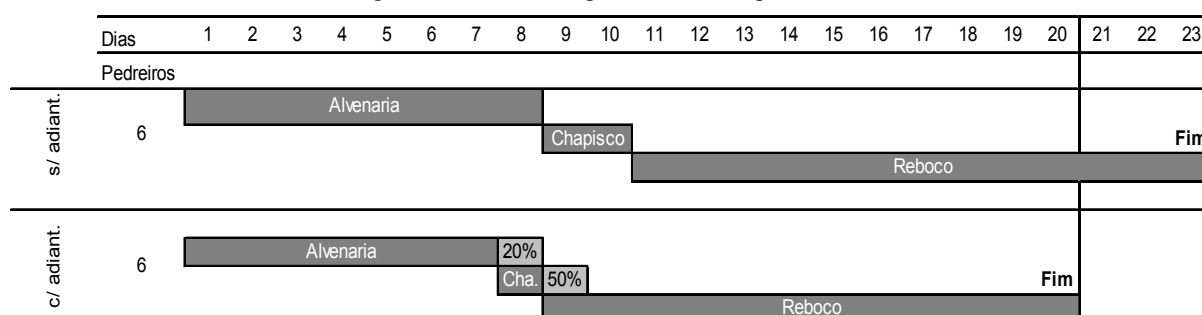 Dias 1 2 3 4 5 6 7 8 9 10 11 12 13 14 15 16 17 18 19 20 21 22 23
Pedreiros
s/ adiant.
6
Alvenaria
Chapisco
Fim
Reboco
c/ adiant.
6
Alvenaria 20%
Cha. 50%
Fim
Reboco